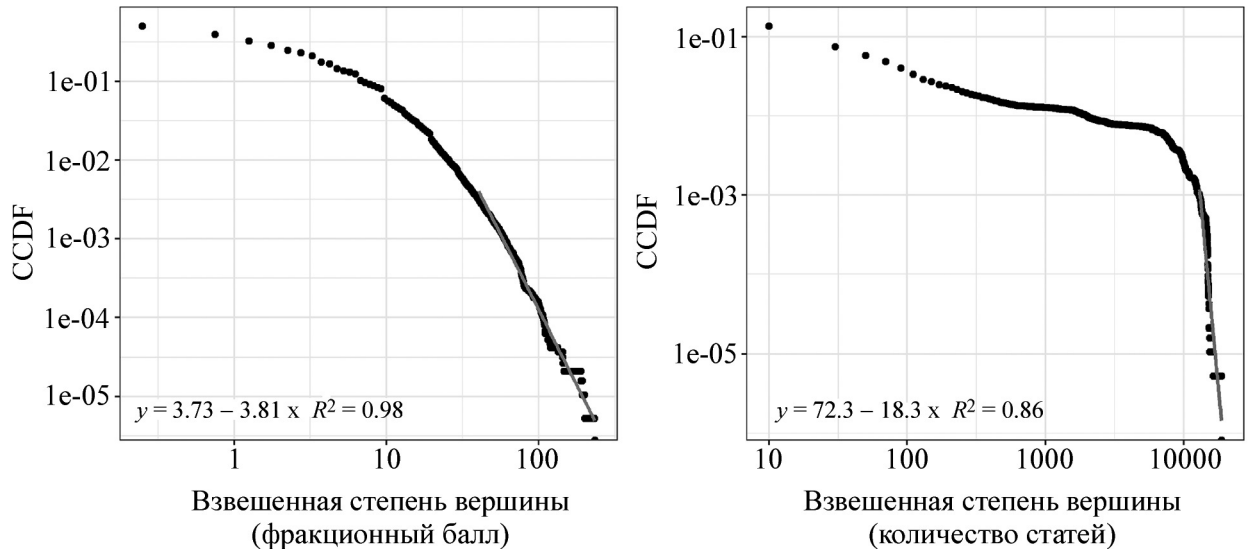 CCDF
1e-01
1e-02
1e-03
1e-04
1e-05
y = 3.73 – 3.81 x R² = 0.98
1
10
100
Взвешенная степень вершины
(фракционный балл)
CCDF
1e-01
1e-03
1e-05
y = 72.3 – 18.3 x R² = 0.86
10
100
1000
10000
Взвешенная степень вершины
(количество статей)